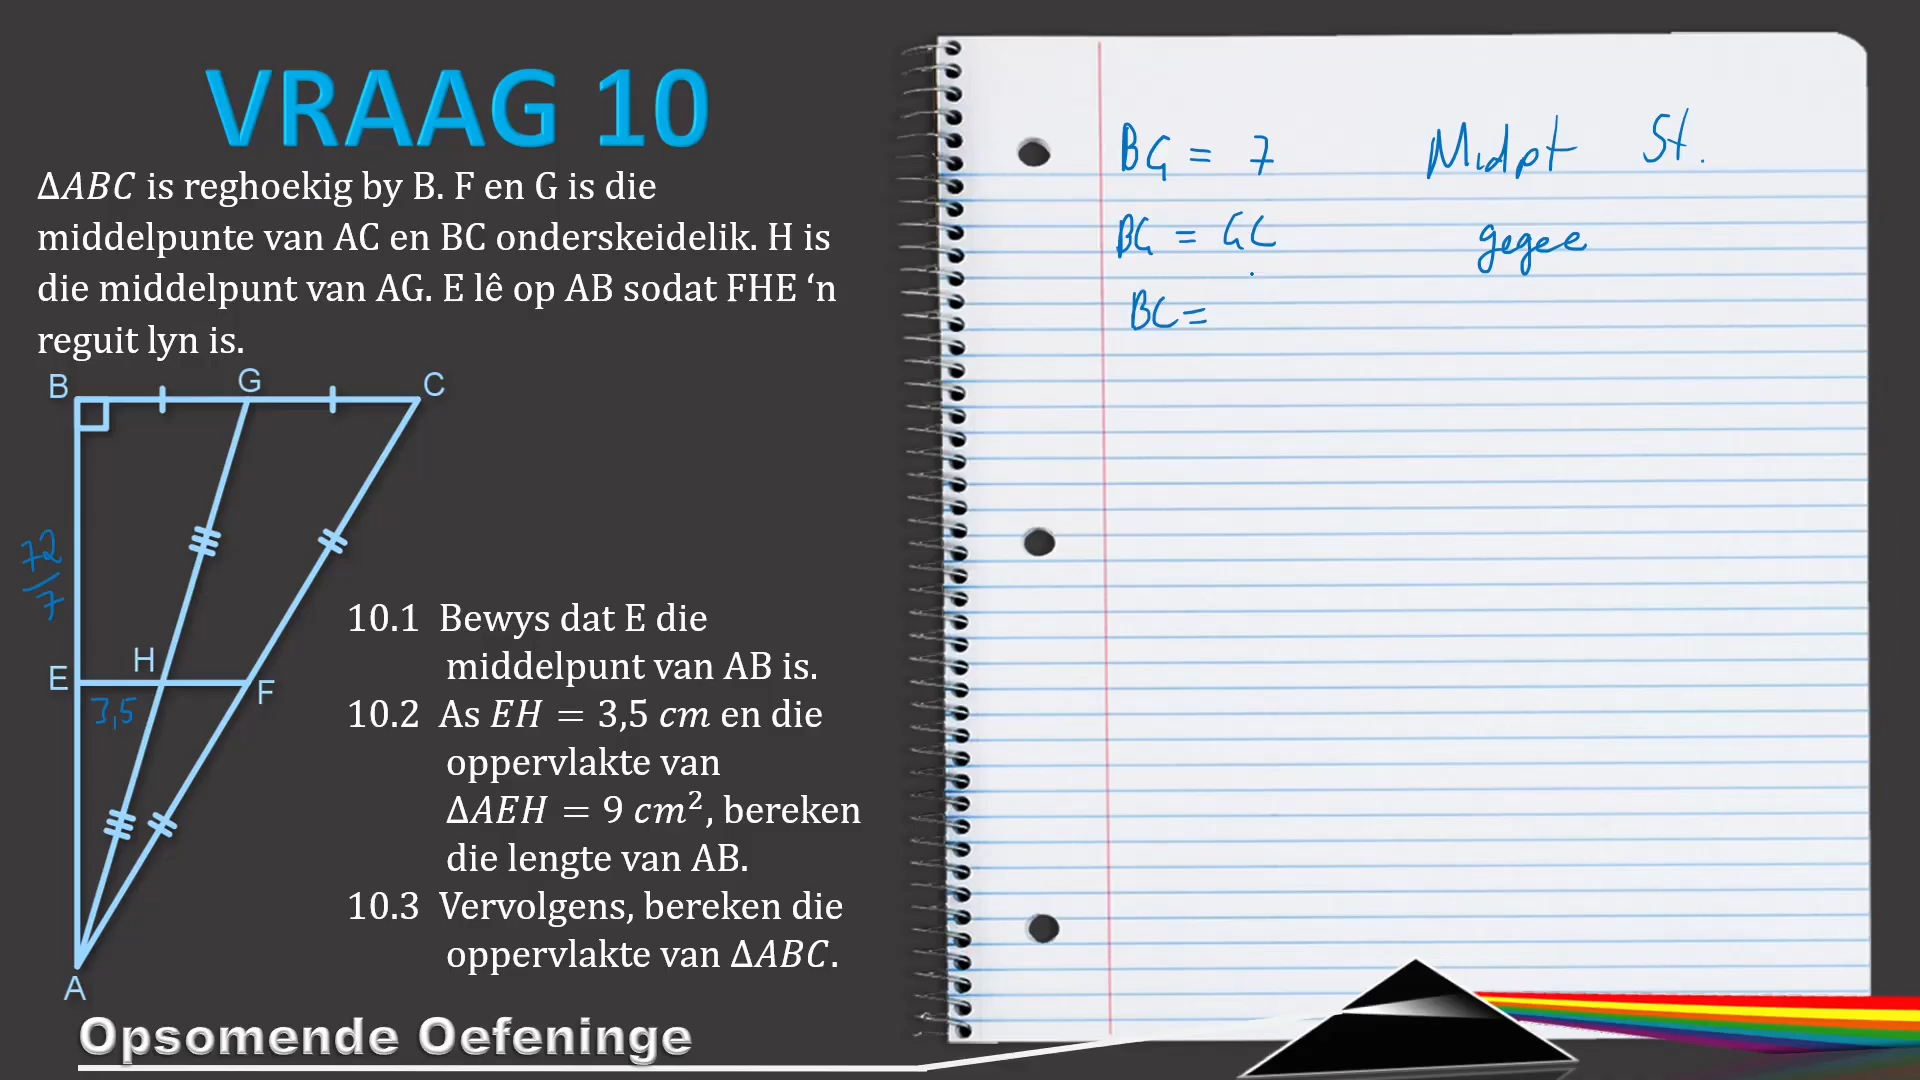 VRAAG 10
ΔABC is reghoekig by B. F en G is die
middelpunte van AC en BC onderskeidelik. H is
die middelpunt van AG. E lê op AB sodat FHE ‘n
reguit lyn is.
B
G
C
72/7
E
H
F
3,5
A
10.1 Bewys dat E die
middelpunt van AB is.
10.2 As EH = 3,5 cm en die
oppervlakte van
ΔAEH = 9 cm², bereken
die lengte van AB.
10.3 Vervolgens, bereken die
oppervlakte van ΔABC.
Opsomende Oefeninge
BG = 7 Midpt St.
BG = GC gegee
BC =